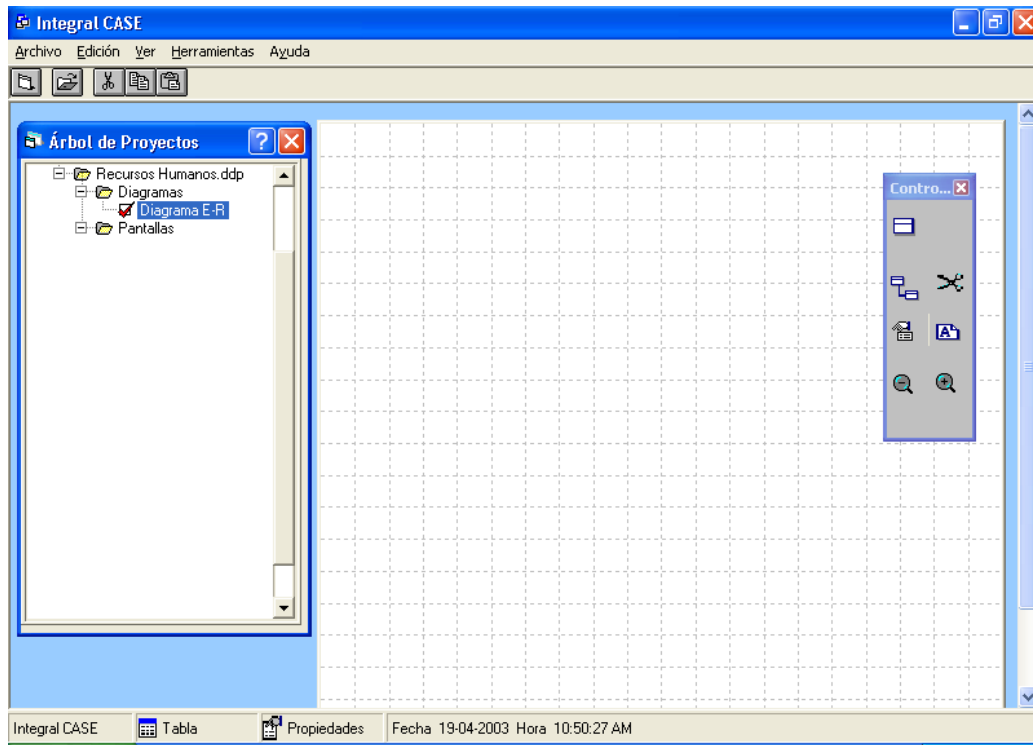 Integral CASE
Archivo Edición Ver Herramientas Ayuda
Árbol de Proyectos
Recursos Humanos.ddp
Diagramas
Diagrama E-R
Pantallas
Contro...
A
Integral CASE Tabla Propiedades Fecha 19-04-2003 Hora 10:50:27 AM